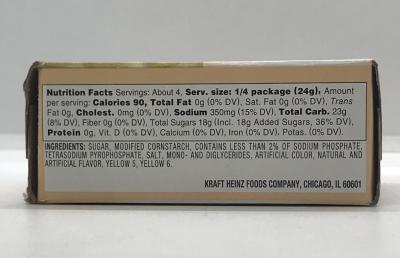 Nutrition Facts Servings: About 4, Serv. size: 1/4 package (24g), Amount
per serving: Calories 90, Total Fat 0g (0% DV), Sat. Fat 0g (0% DV), Trans
Fat 0g, Cholest. 0mg (0% DV), Sodium 350mg (15% DV), Total Carb. 23g
(8% DV), Fiber 0g (0% DV), Total Sugars 18g (Incl. 18g Added Sugars, 36% DV),
Protein 0g, Vit. D (0% DV), Calcium (0% DV), Iron (0% DV), Potas. (0% DV).
INGREDIENTS: SUGAR, MODIFIED CORNSTARCH, CONTAINS LESS THAN 2% OF SODIUM PHOSPHATE,
TETRASODIUM PYROPHOSPHATE, SALT, MONO- AND DIGLYCERIDES, ARTIFICIAL COLOR, NATURAL AND
ARTIFICIAL FLAVOR, YELLOW 5, YELLOW 6.
KRAFT HEINZ FOODS COMPANY, CHICAGO, IL 60601